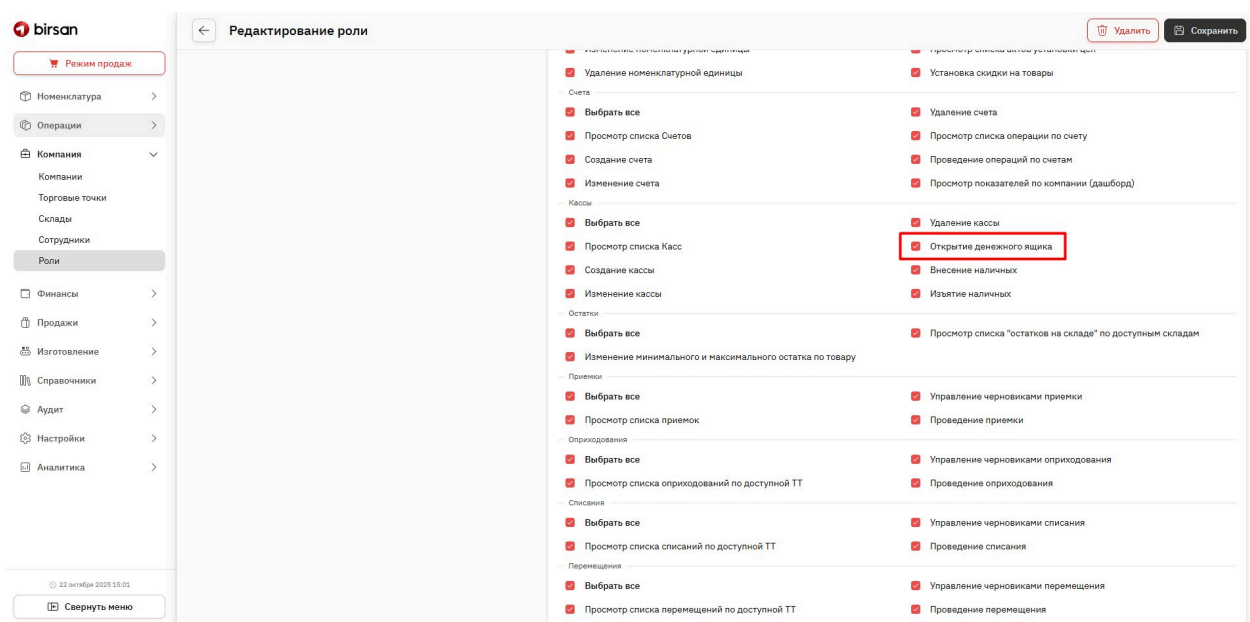 birsan
Режим продаж
Номенклатура
Операции
Компания
Компании
Торговые точки
Склады
Сотрудники
Роли
Финансы
Продажи
Изготовление
Справочники
Аудит
Настройки
Аналитика
22 октября 2025 15:01
Свернуть меню
Редактирование роли
Удалить
Сохранить
Изменение номенклатурной единицы
Просмотр списка актов установки цен
Удаление номенклатурной единицы
Установка скидки на товары
Счета
Выбрать все
Удаление счета
Просмотр списка Счетов
Просмотр списка операции по счету
Создание счета
Проведение операций по счетам
Изменение счета
Просмотр показателей по компании (дашборд)
Кассы
Выбрать все
Удаление кассы
Просмотр списка Касс
Открытие денежного ящика
Создание кассы
Внесение наличных
Изменение кассы
Изъятие наличных
Остатки
Выбрать все
Просмотр списка "остатков на складе" по доступным складам
Изменение минимального и максимального остатка по товару
Приемки
Выбрать все
Управление черновиками приемки
Просмотр списка приемок
Проведение приемки
Оприходования
Выбрать все
Управление черновиками оприходования
Просмотр списка оприходований по доступной ТТ
Проведение оприходования
Списания
Выбрать все
Управление черновиками списания
Просмотр списка списаний по доступной ТТ
Проведение списания
Перемещения
Выбрать все
Управление черновиками перемещения
Просмотр списка перемещений по доступной ТТ
Проведение перемещения